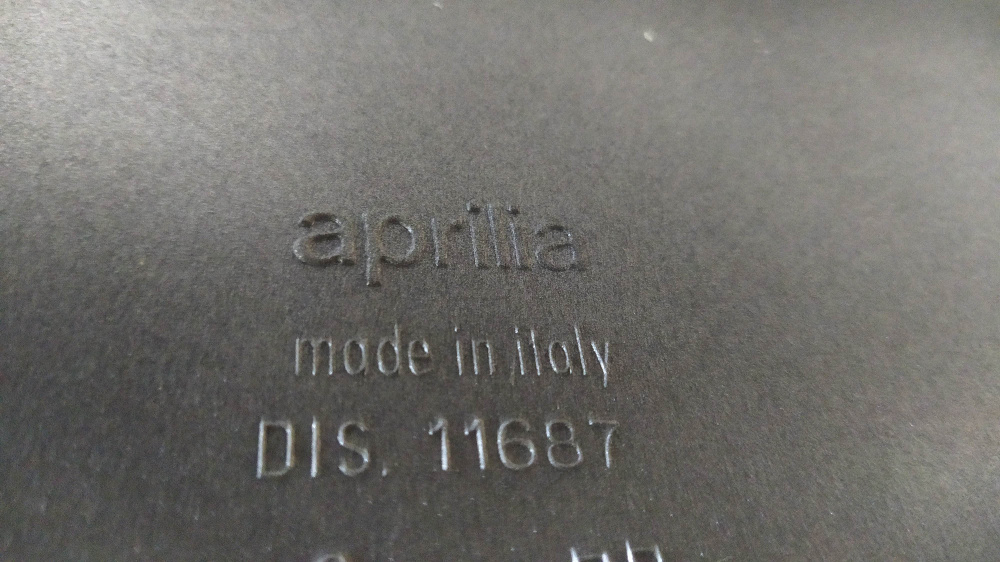 aprilia
made in italy
DIS. 11687